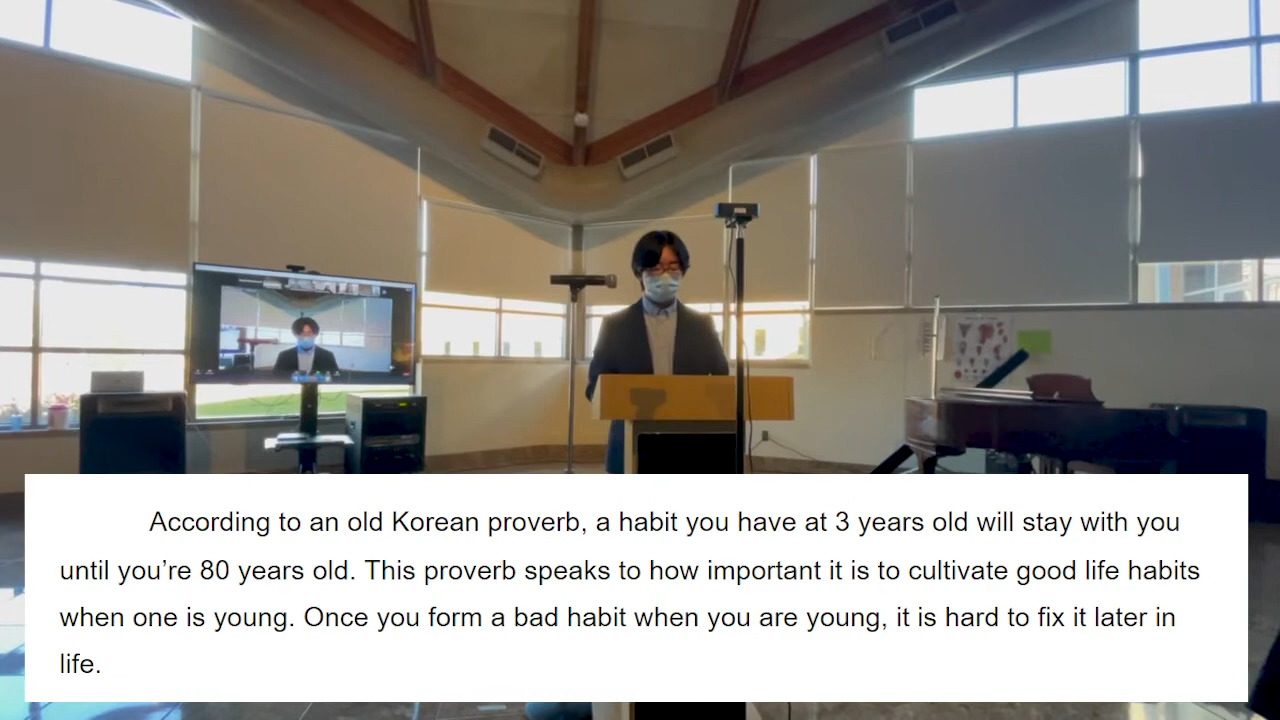 According to an old Korean proverb, a habit you have at 3 years old will stay with you
until you’re 80 years old. This proverb speaks to how important it is to cultivate good life habits
when one is young. Once you form a bad habit when you are young, it is hard to fix it later in
life.